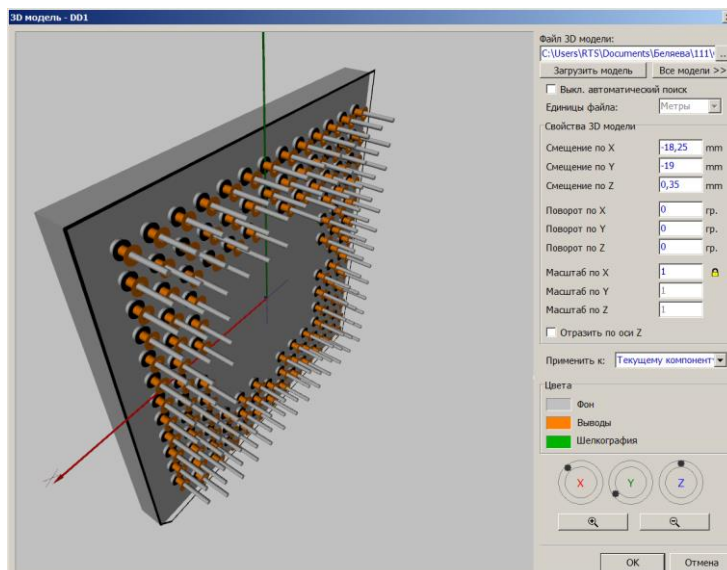 3D модель - DD1
Файл 3D модели:
C:\Users\RTS\Documents\Беляева\111\ ...
Загрузить модель Все модели >>
Выкл. автоматический поиск
Единицы файла: Метры
Свойства 3D модели
Смещение по X -18,25 mm
Смещение по Y -19 mm
Смещение по Z 0,35 mm
Поворот по X 0 гр.
Поворот по Y 0 гр.
Поворот по Z 0 гр.
Масштаб по X 1
Масштаб по Y 1
Масштаб по Z 1
Отразить по оси Z
Применить к: Текущему компонент
Цвета
Фон
Выводы
Шелкография
X Y Z
OK Отмена